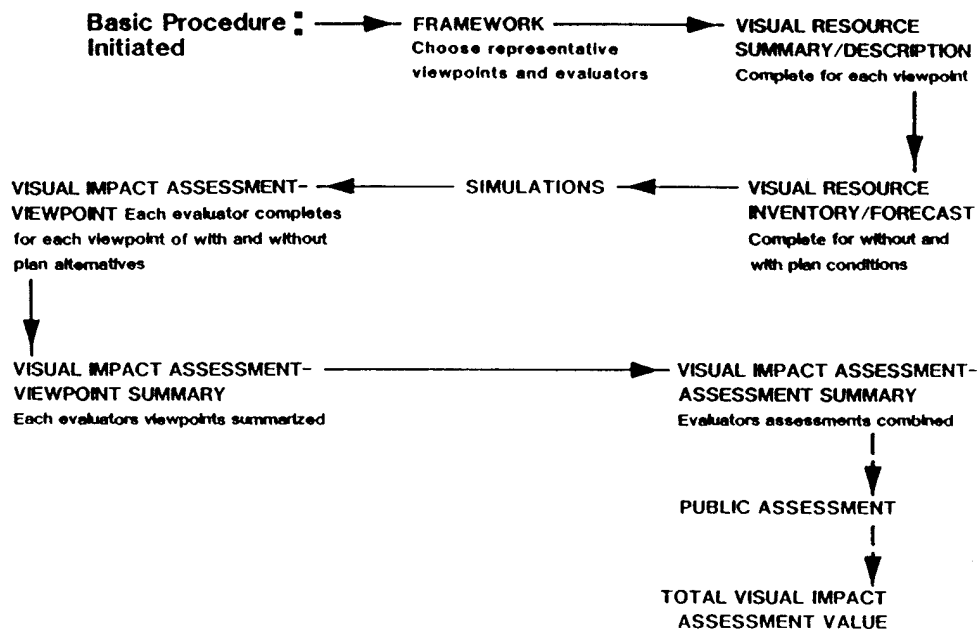 Basic Procedure :
Initiated
FRAMEWORK
Choose representative
viewpoints and evaluators
VISUAL RESOURCE
SUMMARY/DESCRIPTION
Complete for each viewpoint
VISUAL IMPACT ASSESSMENT-
VIEWPOINT Each evaluator completes
for each viewpoint of with and without
plan alternatives
SIMULATIONS
VISUAL RESOURCE
INVENTORY/FORECAST
Complete for without and
with plan conditions
VISUAL IMPACT ASSESSMENT-
VIEWPOINT SUMMARY
Each evaluators viewpoints summarized
VISUAL IMPACT ASSESSMENT-
ASSESSMENT SUMMARY
Evaluators assessments combined
PUBLIC ASSESSMENT
TOTAL VISUAL IMPACT
ASSESSMENT VALUE